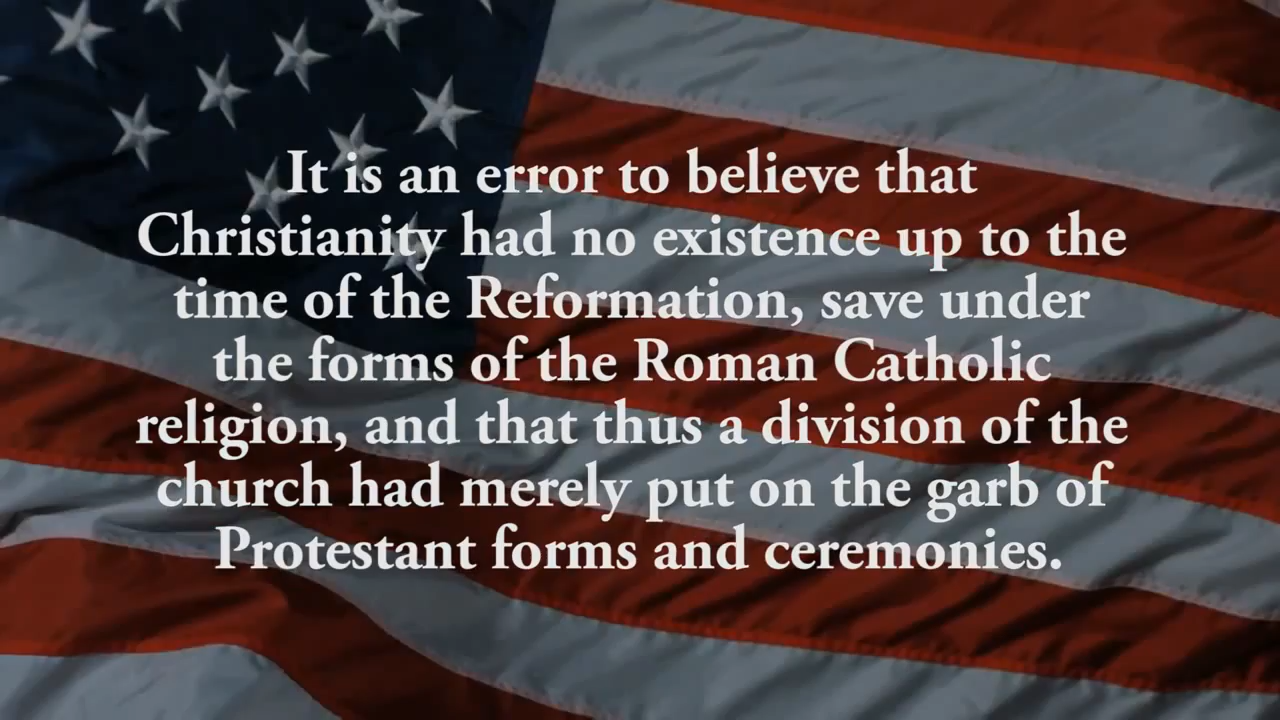 It is an error to believe that
Christianity had no existence up to the
time of the Reformation, save under
the forms of the Roman Catholic
religion, and that thus a division of the
church had merely put on the garb of
Protestant forms and ceremonies.